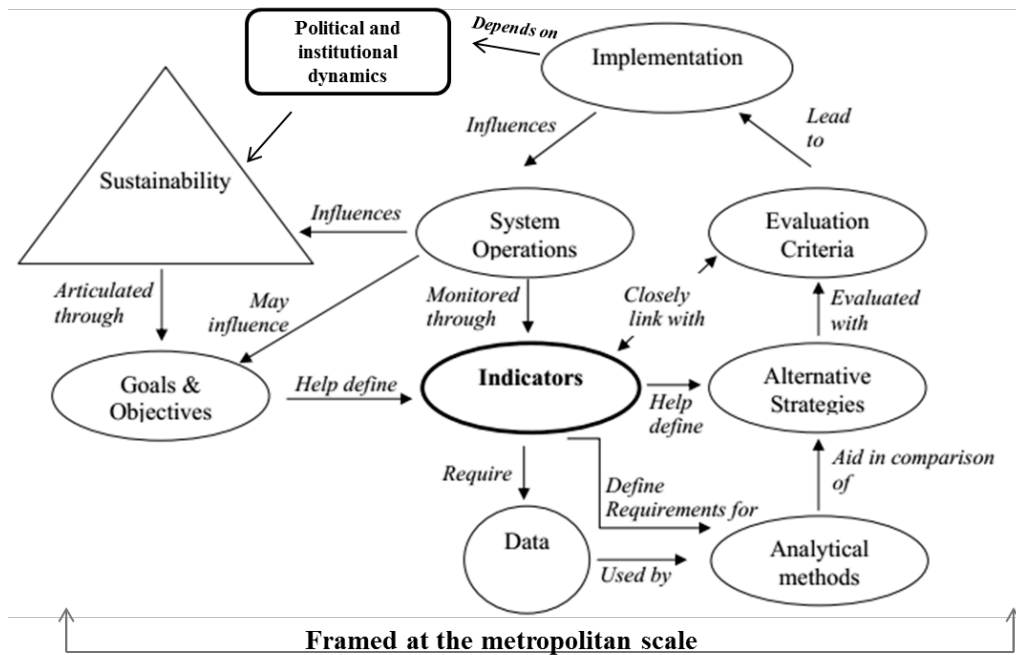 Political and
institutional
dynamics
Depends on
Implementation
Influences
Lead
to
Sustainability
Influences
System
Operations
Evaluation
Criteria
Articulated
through
May
influence
Monitored
through
Closely
link with
Evaluated
with
Goals &
Objectives
Help define
Indicators
Help
define
Alternative
Strategies
Require
Define
Requirements for
Aid in comparison
of
Data
Used by
Analytical
methods
Framed at the metropolitan scale